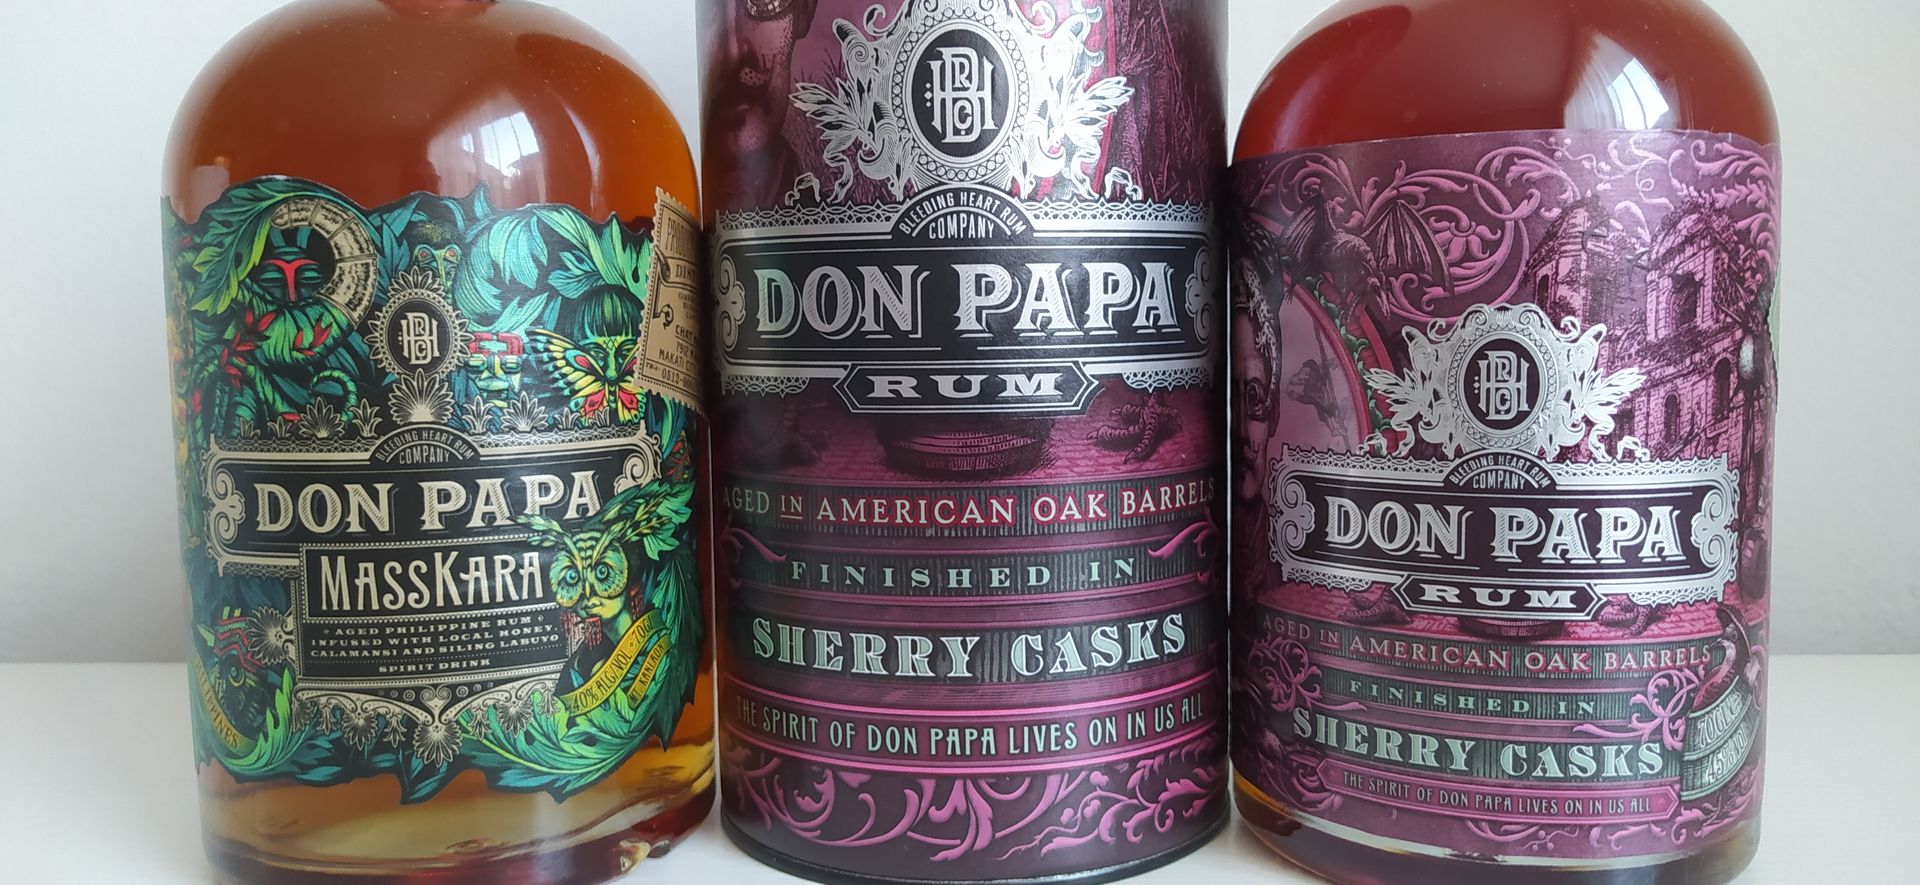 BLEEDING HEART RUM
COMPANY
DON PAPA
MASSKARA
AGED PHILIPPINE RUM
INFUSED WITH LOCAL HONEY,
CALAMANSI AND SILING LABUYO
SPIRIT DRINK
40% ALC/VOL
MT KANLAON
BLEEDING HEART RUM
COMPANY
DON PAPA
RUM
AGED IN AMERICAN OAK BARRELS
FINISHED IN
SHERRY CASKS
THE SPIRIT OF DON PAPA LIVES ON IN US ALL
BLEEDING HEART RUM
COMPANY
DON PAPA
RUM
AGED IN AMERICAN OAK BARRELS
FINISHED IN
SHERRY CASKS
THE SPIRIT OF DON PAPA LIVES ON IN US ALL